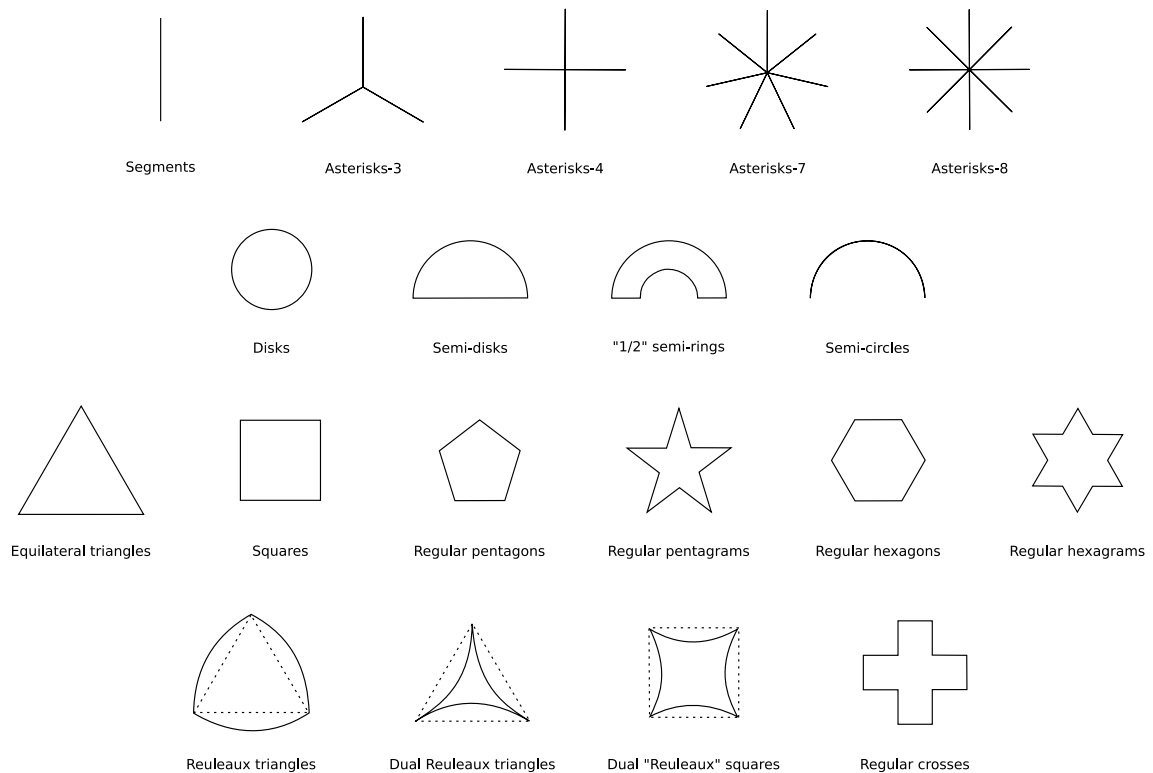 Segments Asterisks-3 Asterisks-4 Asterisks-7 Asterisks-8
Disks Semi-disks "1/2" semi-rings Semi-circles
Equilateral triangles Squares Regular pentagons Regular pentagrams Regular hexagons Regular hexagrams
Reuleaux triangles Dual Reuleaux triangles Dual "Reuleaux" squares Regular crosses